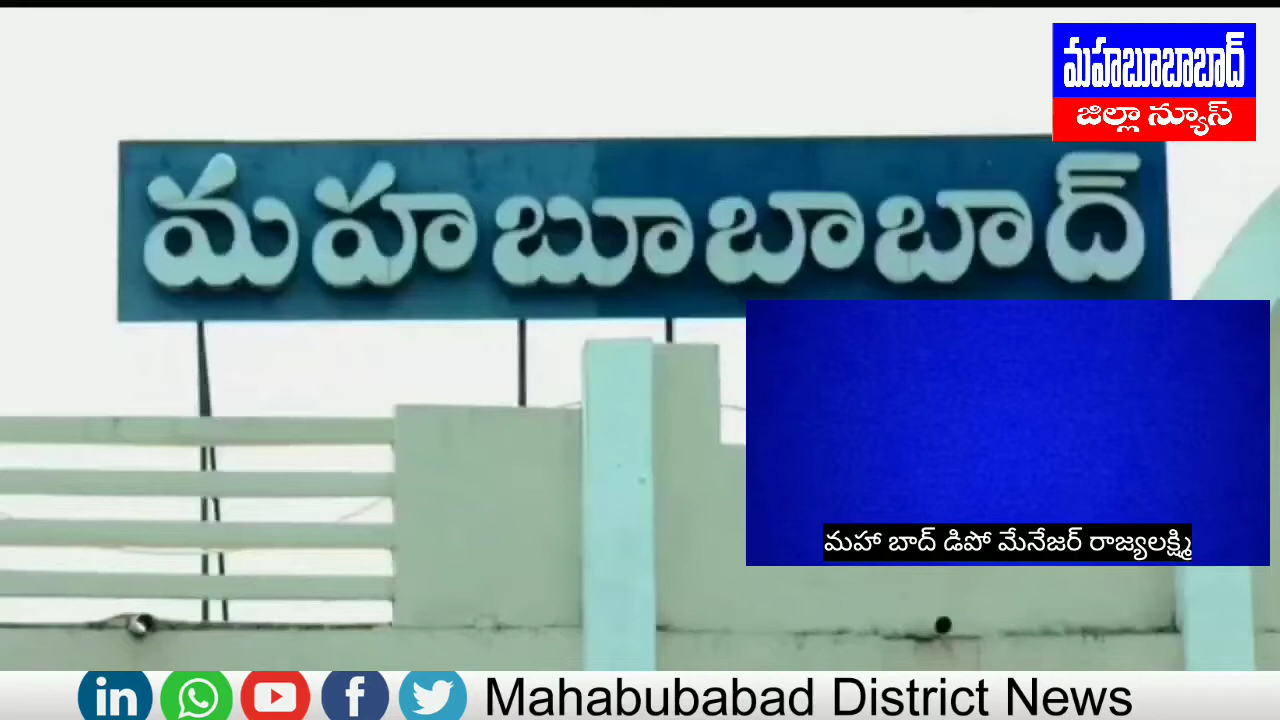 మహబూబాబాద్
జిల్లా న్యూస్
మహబూబాబాద్
మహా బాద్ డిపో మేనేజర్ రాజ్యలక్ష్మి
Mahabubabad District News